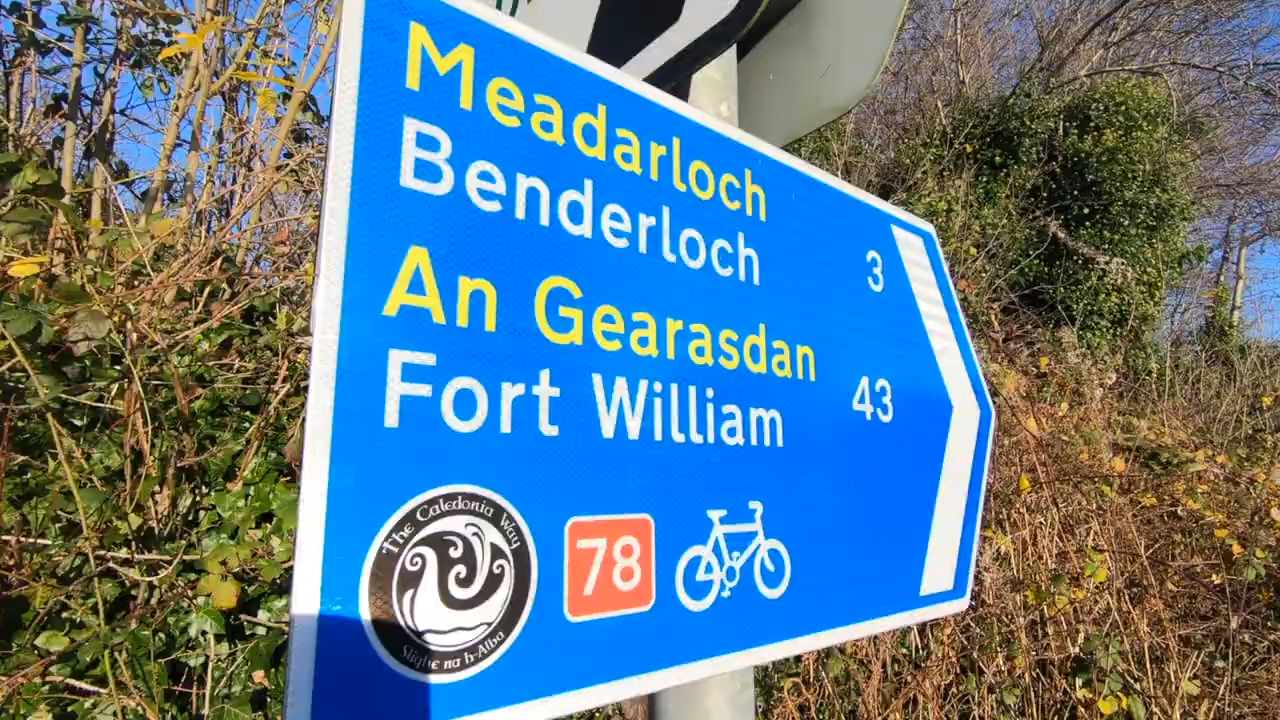 Meadarloch
Benderloch 3
An Gearasdan
Fort William 43
The Caledonia Way
Slighe na h-Alba
78